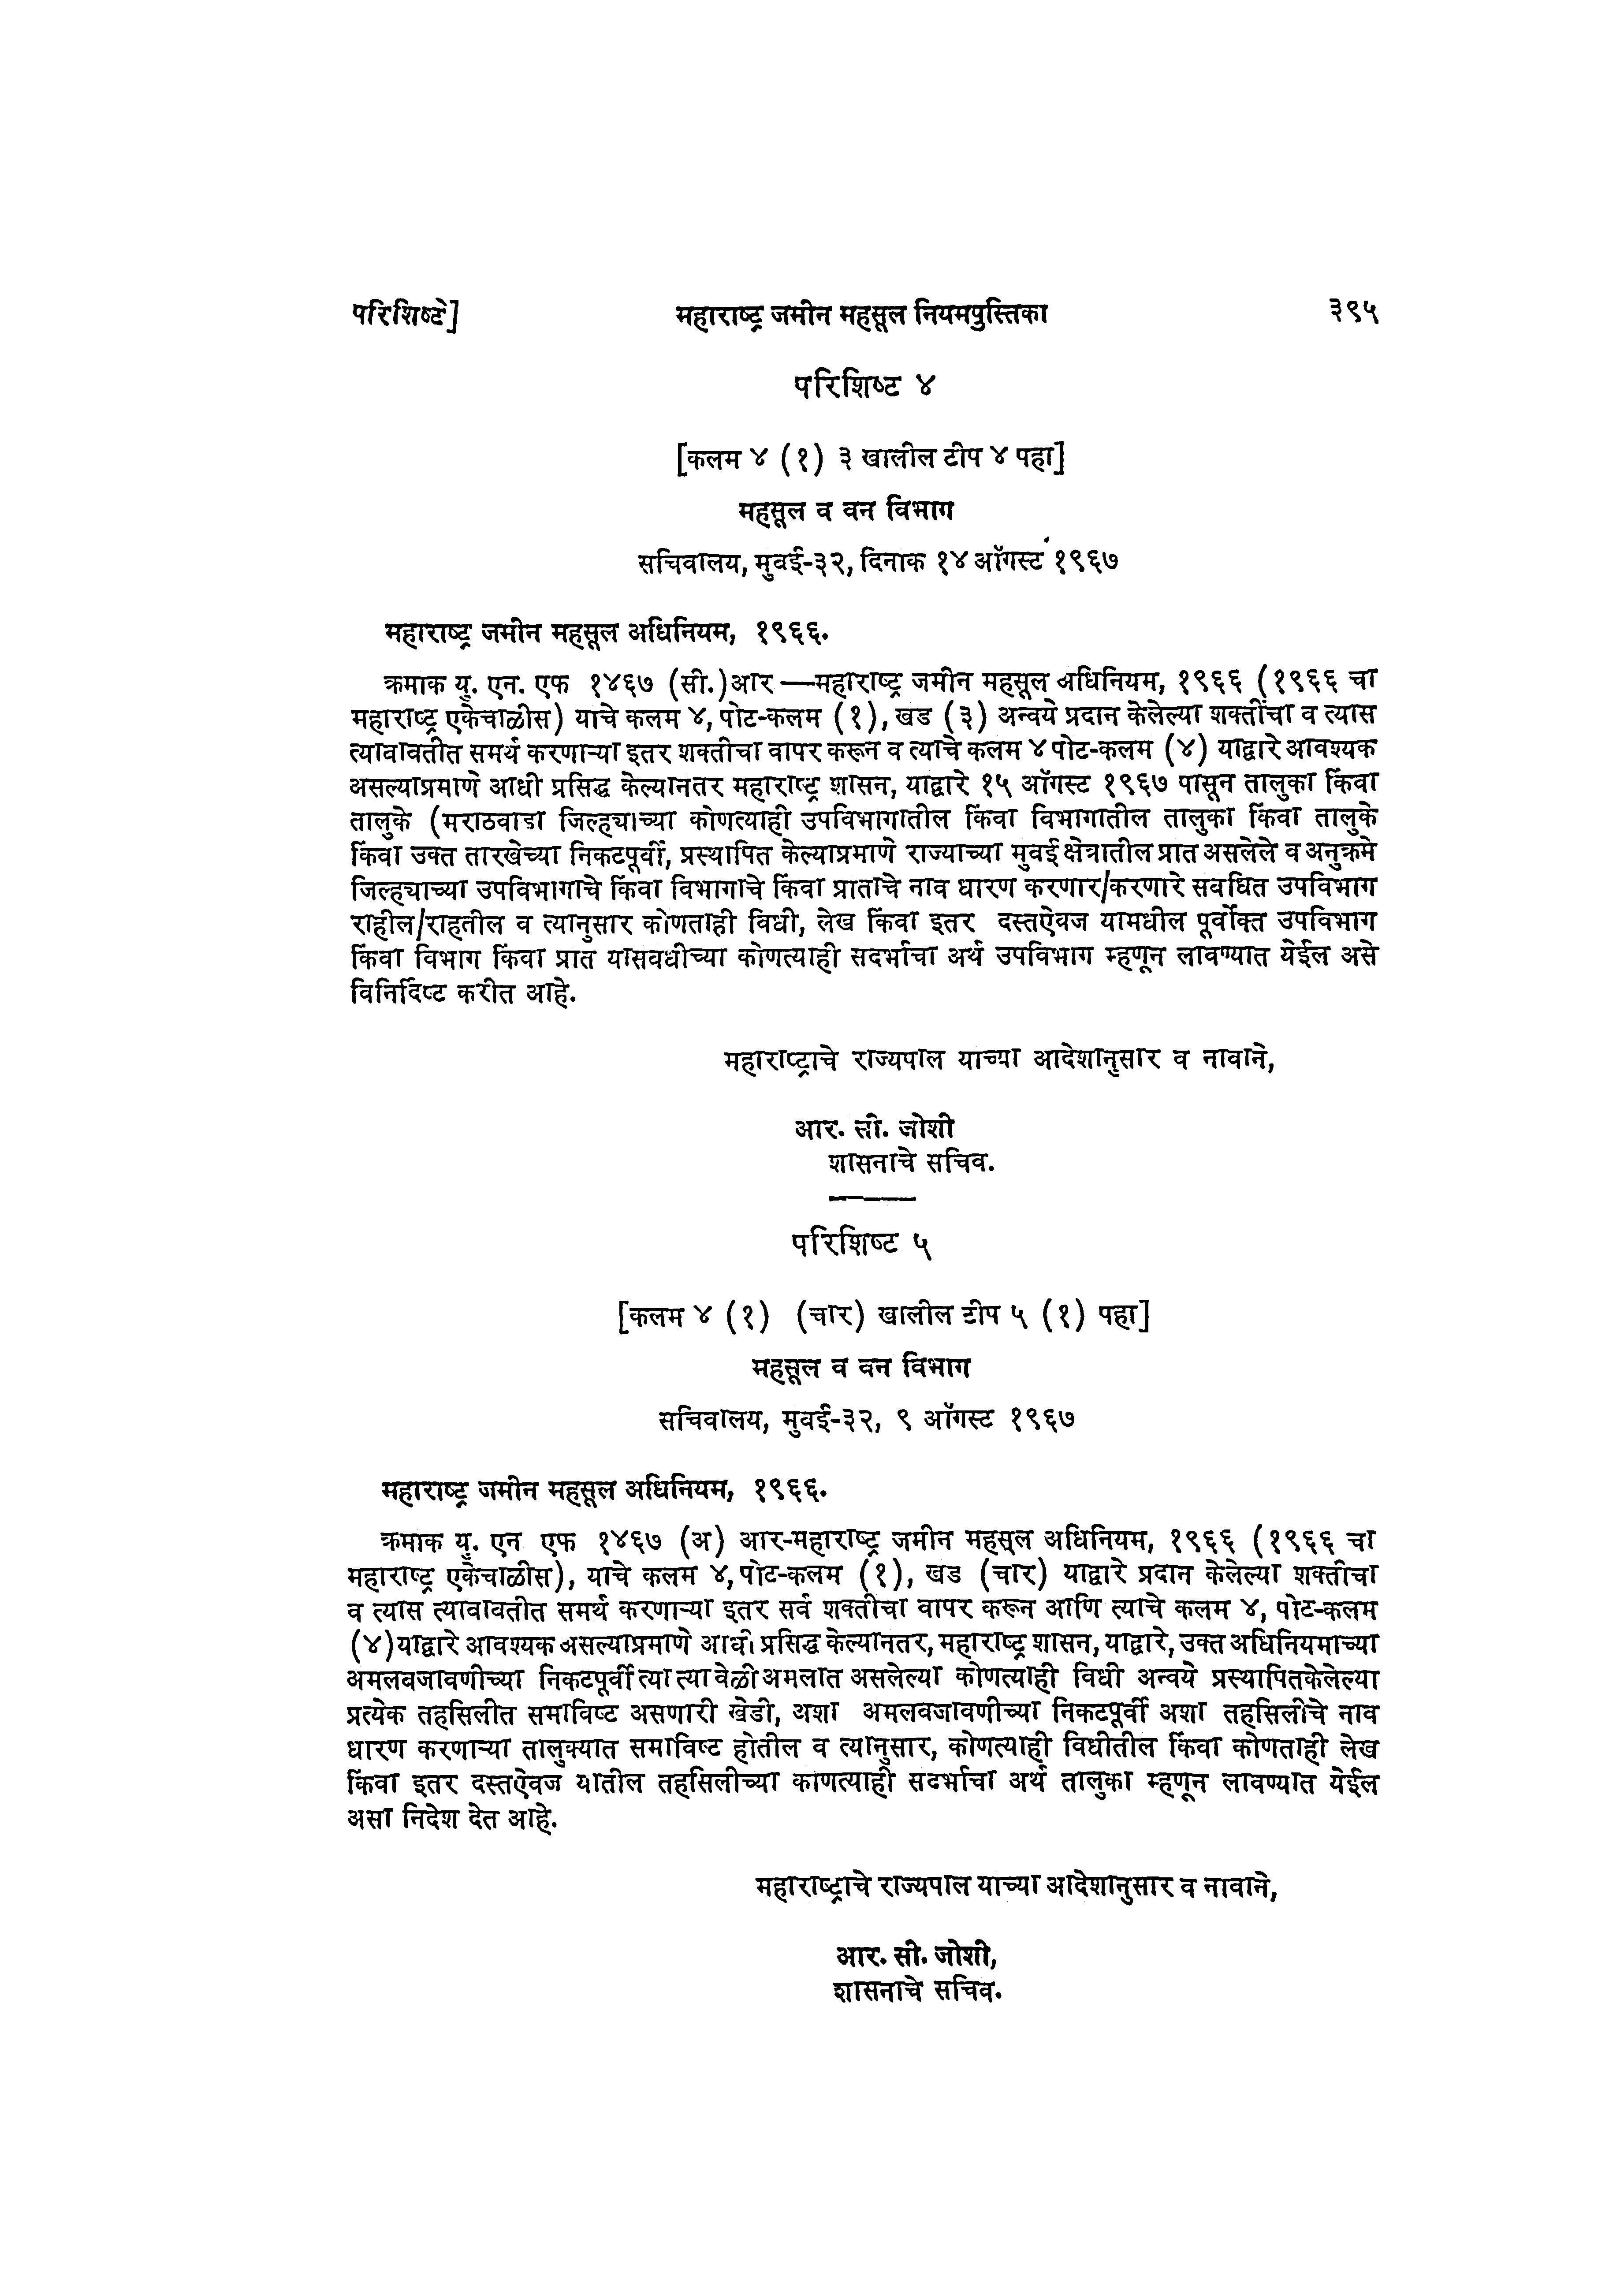 परिशिष्टे] महाराष्ट्र जमीन महसूल नियमपुस्तिका ३९५
परिशिष्ट ४
[कलम ४ (१) ३ खालील टीप ४ पहा]
महसूल व वन विभाग
सचिवालय, मुवई-३२, दिनाक १४ ऑगस्ट १९६७
महाराष्ट्र जमीन महसूल अधिनियम, १९६६.
क्रमाक यु. एन. एफ १४६७ (सी.)आर —महाराष्ट्र जमीन महसूल अधिनियम, १९६६ (१९६६ चा
महाराष्ट्र एकेचाळीस) याचे कलम ४, पोट-कलम (१), खड (३) अन्वये प्रदान केलेल्या शक्तींचा व त्यास
त्यावावतीत समर्थ करणाऱ्या इतर शक्तीचा वापर करून व त्याचे कलम ४ पोट-कलम (४) याद्वारे आवश्यक
असल्याप्रमाणे आधी प्रसिद्ध केल्यानतर महाराष्ट्र शासन, याद्वारे १५ ऑगस्ट १९६७ पासून तालुका किंवा
तालुके (मराठवाडा जिल्ह्याच्या कोणत्याही उपविभागातील किंवा विभागातील तालुका किंवा तालुके
किंवा उक्त तारखेच्या निकटपूर्वी, प्रस्थापित केल्याप्रमाणे राज्याच्या मुवई क्षेत्रातील प्रात असलेले व अनुक्रमे
जिल्ह्याच्या उपविभागाचे किंवा विभागाचे किंवा प्राताचे नाव धारण करणार/करणारे सवधित उपविभाग
राहील/राहतील व त्यानुसार कोणताही विधी, लेख किंवा इतर दस्तऐवज यामधील पूर्वोक्त उपविभाग
किंवा विभाग किंवा प्रात यासवधीच्या कोणत्याही सदर्भाचा अर्थ उपविभाग म्हणून लावण्यात येईल असे
विनिर्दिष्ट करीत आहे.
महाराष्ट्राचे राज्यपाल याच्या आदेशानुसार व नावाने,
आर. सी. जोशी
शासनाचे सचिव.
परिशिष्ट ५
[कलम ४ (१) (चार) खालील टीप ५ (१) पहा]
महसूल व वन विभाग
सचिवालय, मुवई-३२, ९ ऑगस्ट १९६७
महाराष्ट्र जमीन महसूल अधिनियम, १९६६.
क्रमाक यु. एन एफ १४६७ (अ) आर-महाराष्ट्र जमीन महसूल अधिनियम, १९६६ (१९६६ चा
महाराष्ट्र एकेचाळीस), याचे कलम ४, पोट-कलम (१), खड (चार) याद्वारे प्रदान केलेल्या शक्तीचा
व त्यास त्यावावतीत समर्थ करणाऱ्या इतर सर्व शक्तीचा वापर करून आणि त्याचे कलम ४, पोट-कलम
(४) याद्वारे आवश्यक असल्याप्रमाणे आधी प्रसिद्ध केल्यानतर, महाराष्ट्र शासन, याद्वारे, उक्त अधिनियमाच्या
अमलवजावणीच्या निकटपूर्वी त्या त्या वेळी अमलात असलेल्या कोणत्याही विधी अन्वये प्रस्थापितकेलेल्या
प्रत्येक तहसिलीत समाविष्ट असणारी खेडी, अशा अमलवजावणीच्या निकटपूर्वी अशा तहसिलीचे नाव
धारण करणाऱ्या तालुक्यात समाविष्ट होतील व त्यानुसार, कोणत्याही विधीतील किंवा कोणताही लेख
किंवा इतर दस्तऐवज यातील तहसिलीच्या काणत्याही सदर्भाचा अर्थ तालुका म्हणून लावण्यात येईल
असा निदेश देत आहे.
महाराष्ट्राचे राज्यपाल याच्या आदेशानुसार व नावाने,
आर. सी. जोशी,
शासनाचे सचिव.